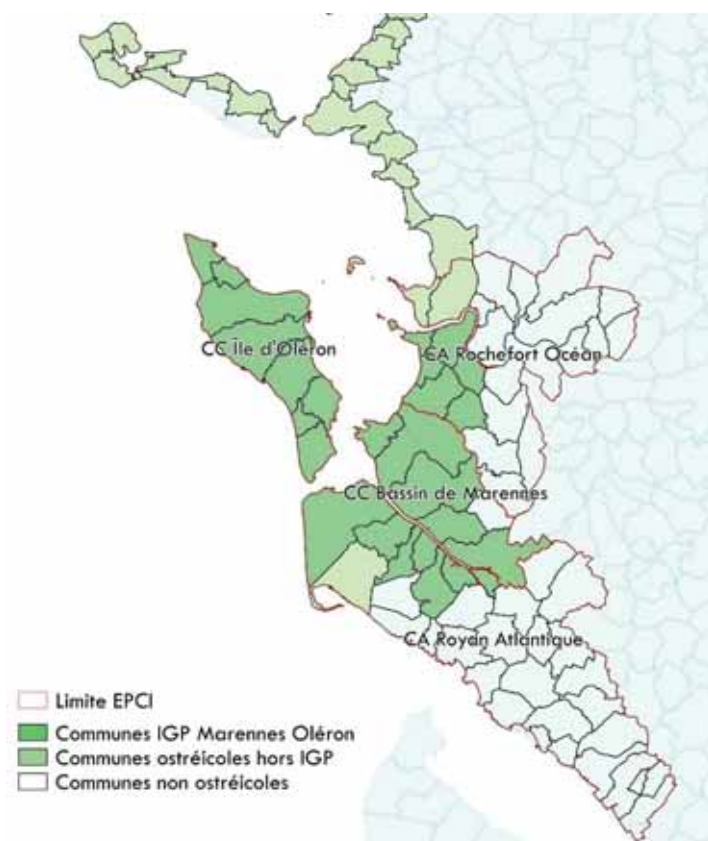 CC Île d'Oléron
CA Rochefort Océan
CC Bassin de Marennes
CA Royan Atlantique
Limite EPCI
Communes IGP Marennes Oléron
Communes ostréicoles hors IGP
Communes non ostréicoles